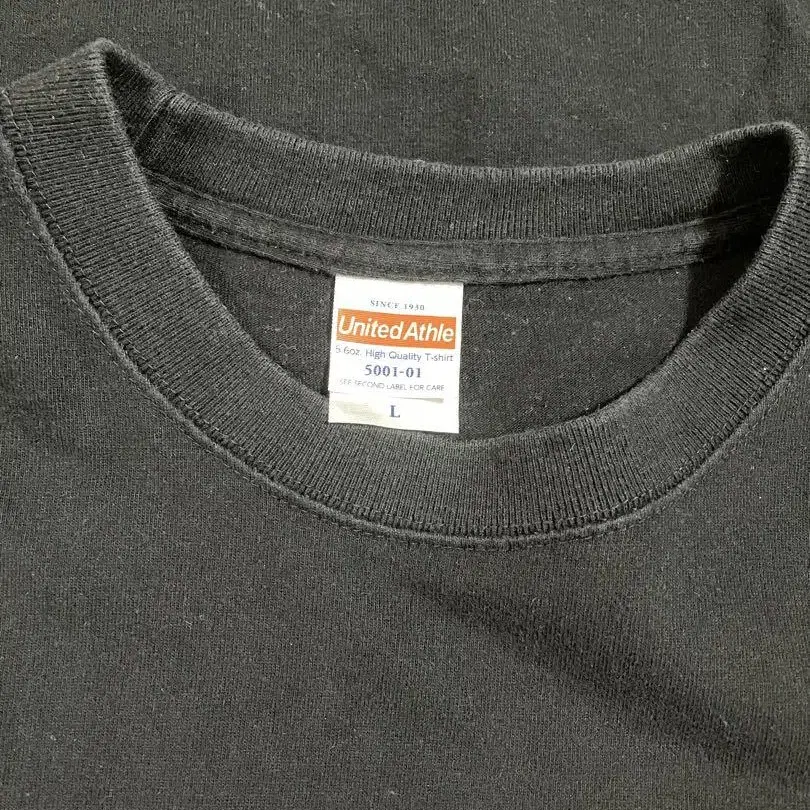 SINCE 1930
United Athle
5.6oz. High Quality T-shirt
5001-01
SEE SECOND LABEL FOR CARE
L